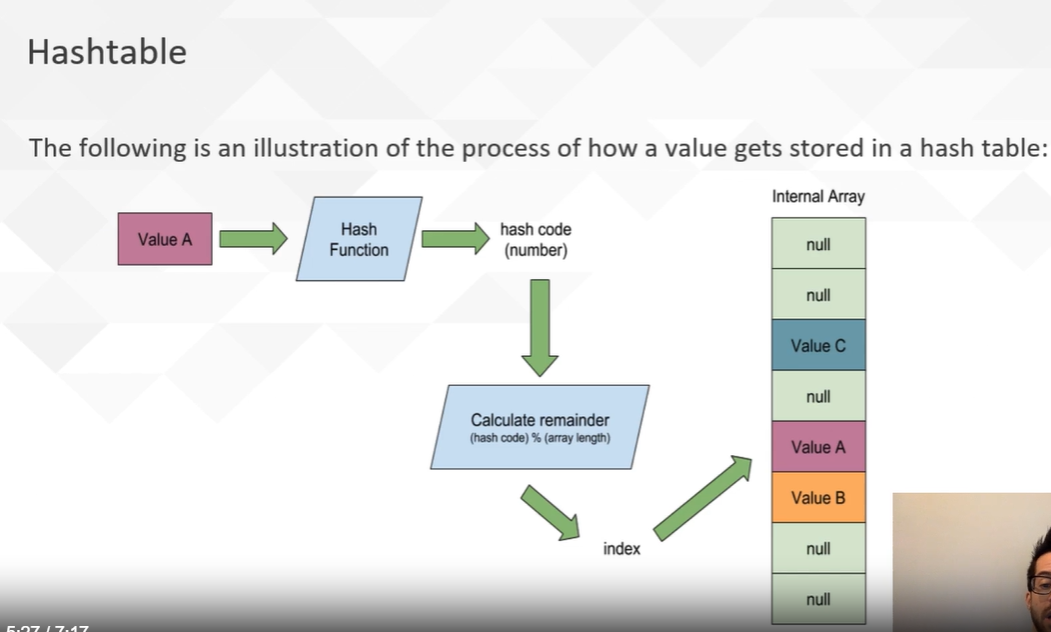 Hashtable
The following is an illustration of the process of how a value gets stored in a hash table:
Value A
Hash
Function
hash code
(number)
Calculate remainder
(hash code) % (array length)
index
Internal Array
null
null
Value C
null
Value A
Value B
null
null
5:27 / 7:17